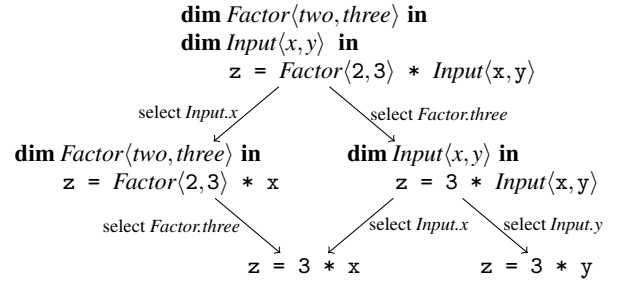 dim Factor⟨two,three⟩ in
dim Input⟨x,y⟩ in
z = Factor⟨2,3⟩ * Input⟨x,y⟩
select Input.x
select Factor.three
dim Factor⟨two,three⟩ in
z = Factor⟨2,3⟩ * x
dim Input⟨x,y⟩ in
z = 3 * Input⟨x,y⟩
select Factor.three
select Input.x
select Input.y
z = 3 * x
z = 3 * y